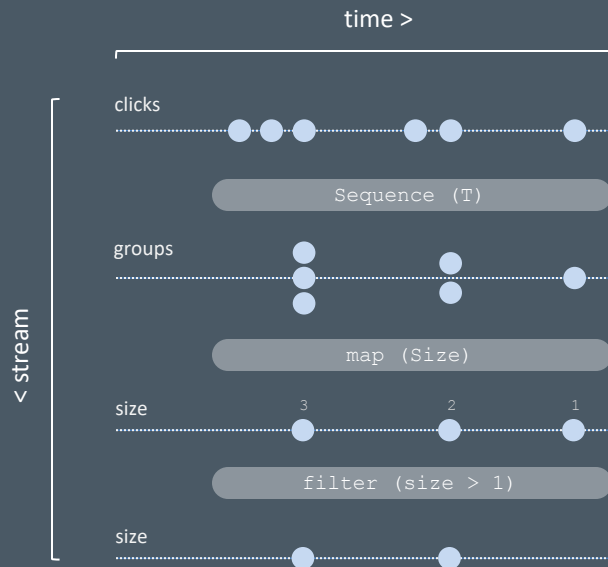 time >
clicks
Sequence (T)
groups
map (Size)
< stream
size
3 2 1
filter (size > 1)
size